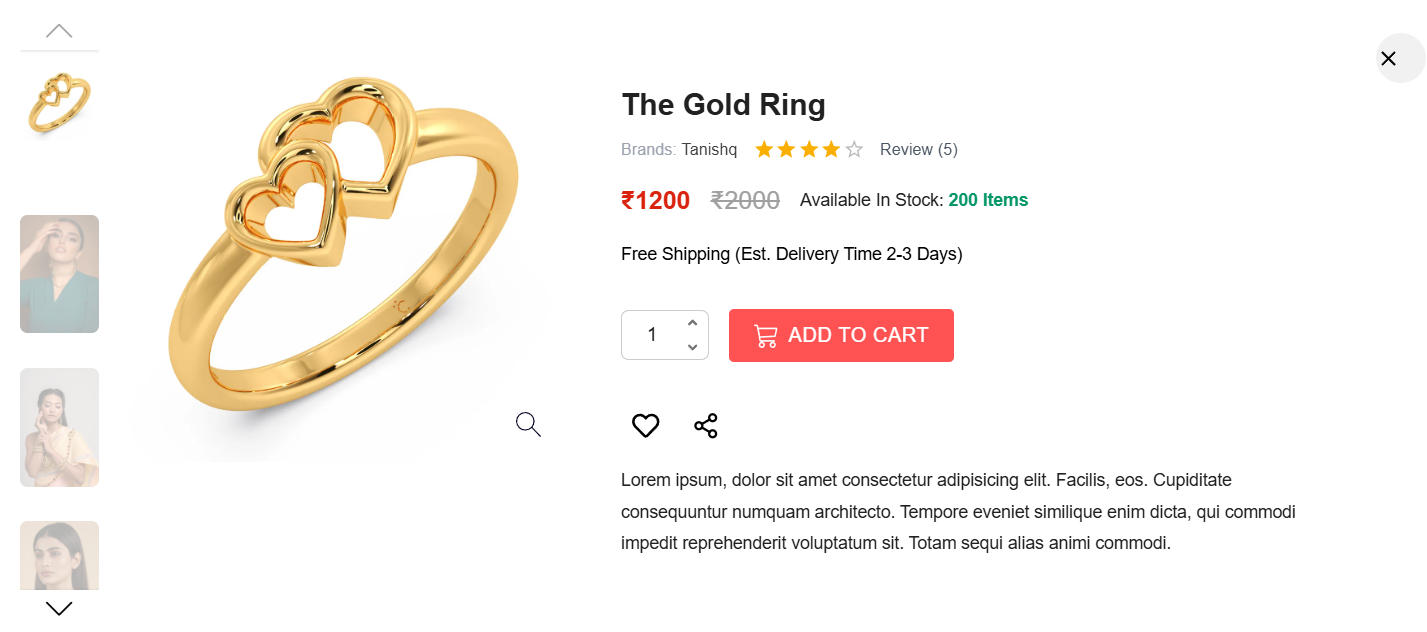 The Gold Ring
Brands: Tanishq Review (5)
₹1200 ₹2000 Available In Stock: 200 Items
Free Shipping (Est. Delivery Time 2-3 Days)
1 ADD TO CART
Lorem ipsum, dolor sit amet consectetur adipisicing elit. Facilis, eos. Cupiditate
consequuntur numquam architecto. Tempore eveniet similique enim dicta, qui commodi
impedit reprehenderit voluptatum sit. Totam sequi alias animi commodi.